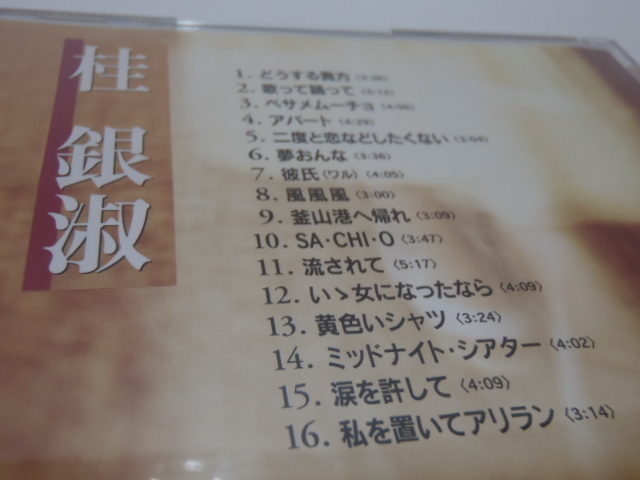 桂銀淑
1. どうする貴方
2. 歌って踊って
3. ベサメムーチョ
4. アパート〈4:29〉
5. 二度と恋などしたくない〈3:04〉
6. 夢おんな〈3:36〉
7. 彼氏(ワル)〈4:05〉
8. 風風風〈3:00〉
9. 釜山港へ帰れ〈3:09〉
10. SA・CHI・O〈3:47〉
11. 流されて〈5:17〉
12. いゝ女になったなら〈4:09〉
13. 黄色いシャツ〈3:24〉
14. ミッドナイト・シアター〈4:02〉
15. 涙を許して〈4:09〉
16. 私を置いてアリラン〈3:14〉